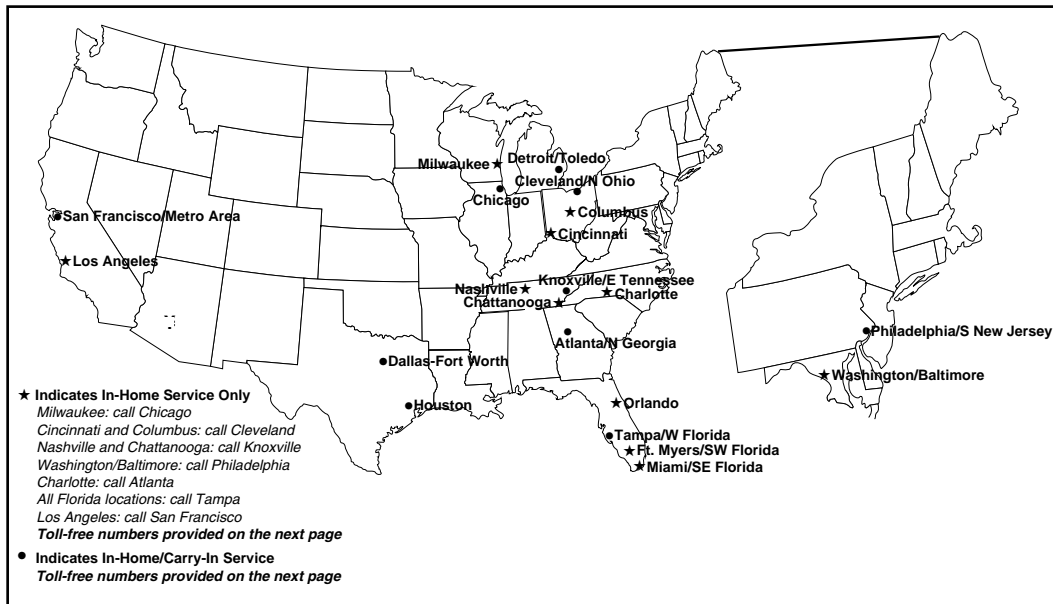 Milwaukee
Detroit/Toledo
Cleveland/N Ohio
Chicago
Columbus
San Francisco/Metro Area
Cincinnati
Los Angeles
Knoxville/E Tennessee
Nashville
Charlotte
Chattanooga
Philadelphia/S New Jersey
Atlanta/N Georgia
Dallas-Fort Worth
Washington/Baltimore
Houston
Orlando
Tampa/W Florida
Ft. Myers/SW Florida
Miami/SE Florida
★ Indicates In-Home Service Only
Milwaukee: call Chicago
Cincinnati and Columbus: call Cleveland
Nashville and Chattanooga: call Knoxville
Washington/Baltimore: call Philadelphia
Charlotte: call Atlanta
All Florida locations: call Tampa
Los Angeles: call San Francisco
Toll-free numbers provided on the next page
● Indicates In-Home/Carry-In Service
Toll-free numbers provided on the next page